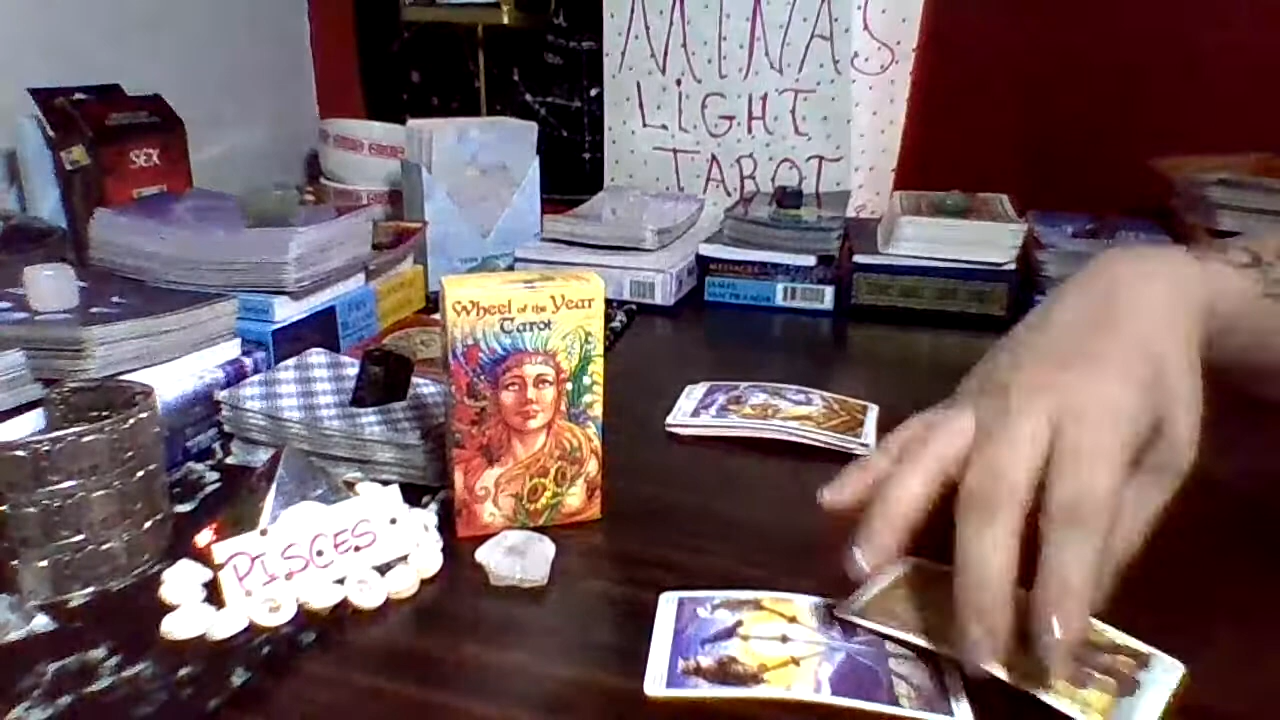 MINAS
LIGHT
TAROT
SEX
Wheel of the Year
Tarot
PISCES